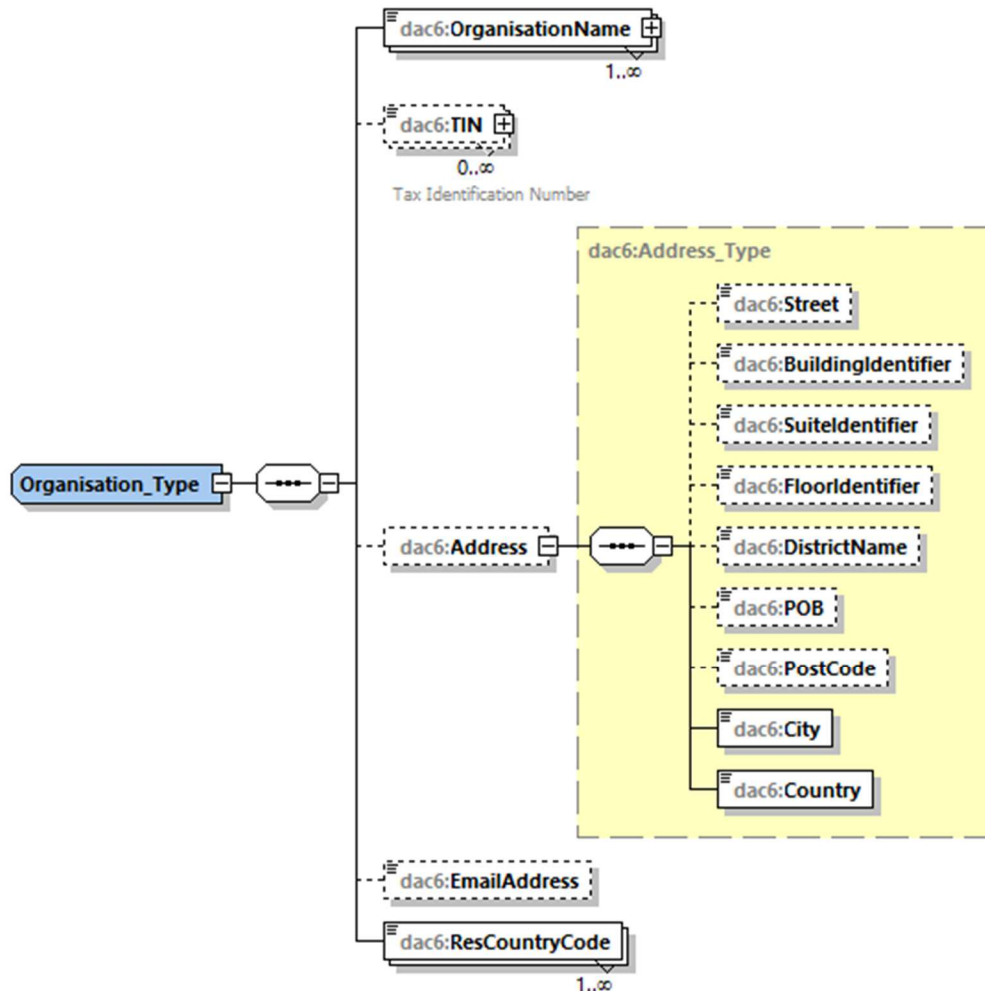 dac6:OrganisationName
1..∞
dac6:TIN
0..∞
Tax Identification Number
dac6:Address_Type
dac6:Street
dac6:BuildingIdentifier
dac6:SuiteIdentifier
Organisation_Type
dac6:FloorIdentifier
dac6:Address
dac6:DistrictName
dac6:POB
dac6:PostCode
dac6:City
dac6:Country
dac6:EmailAddress
dac6:ResCountryCode
1..∞